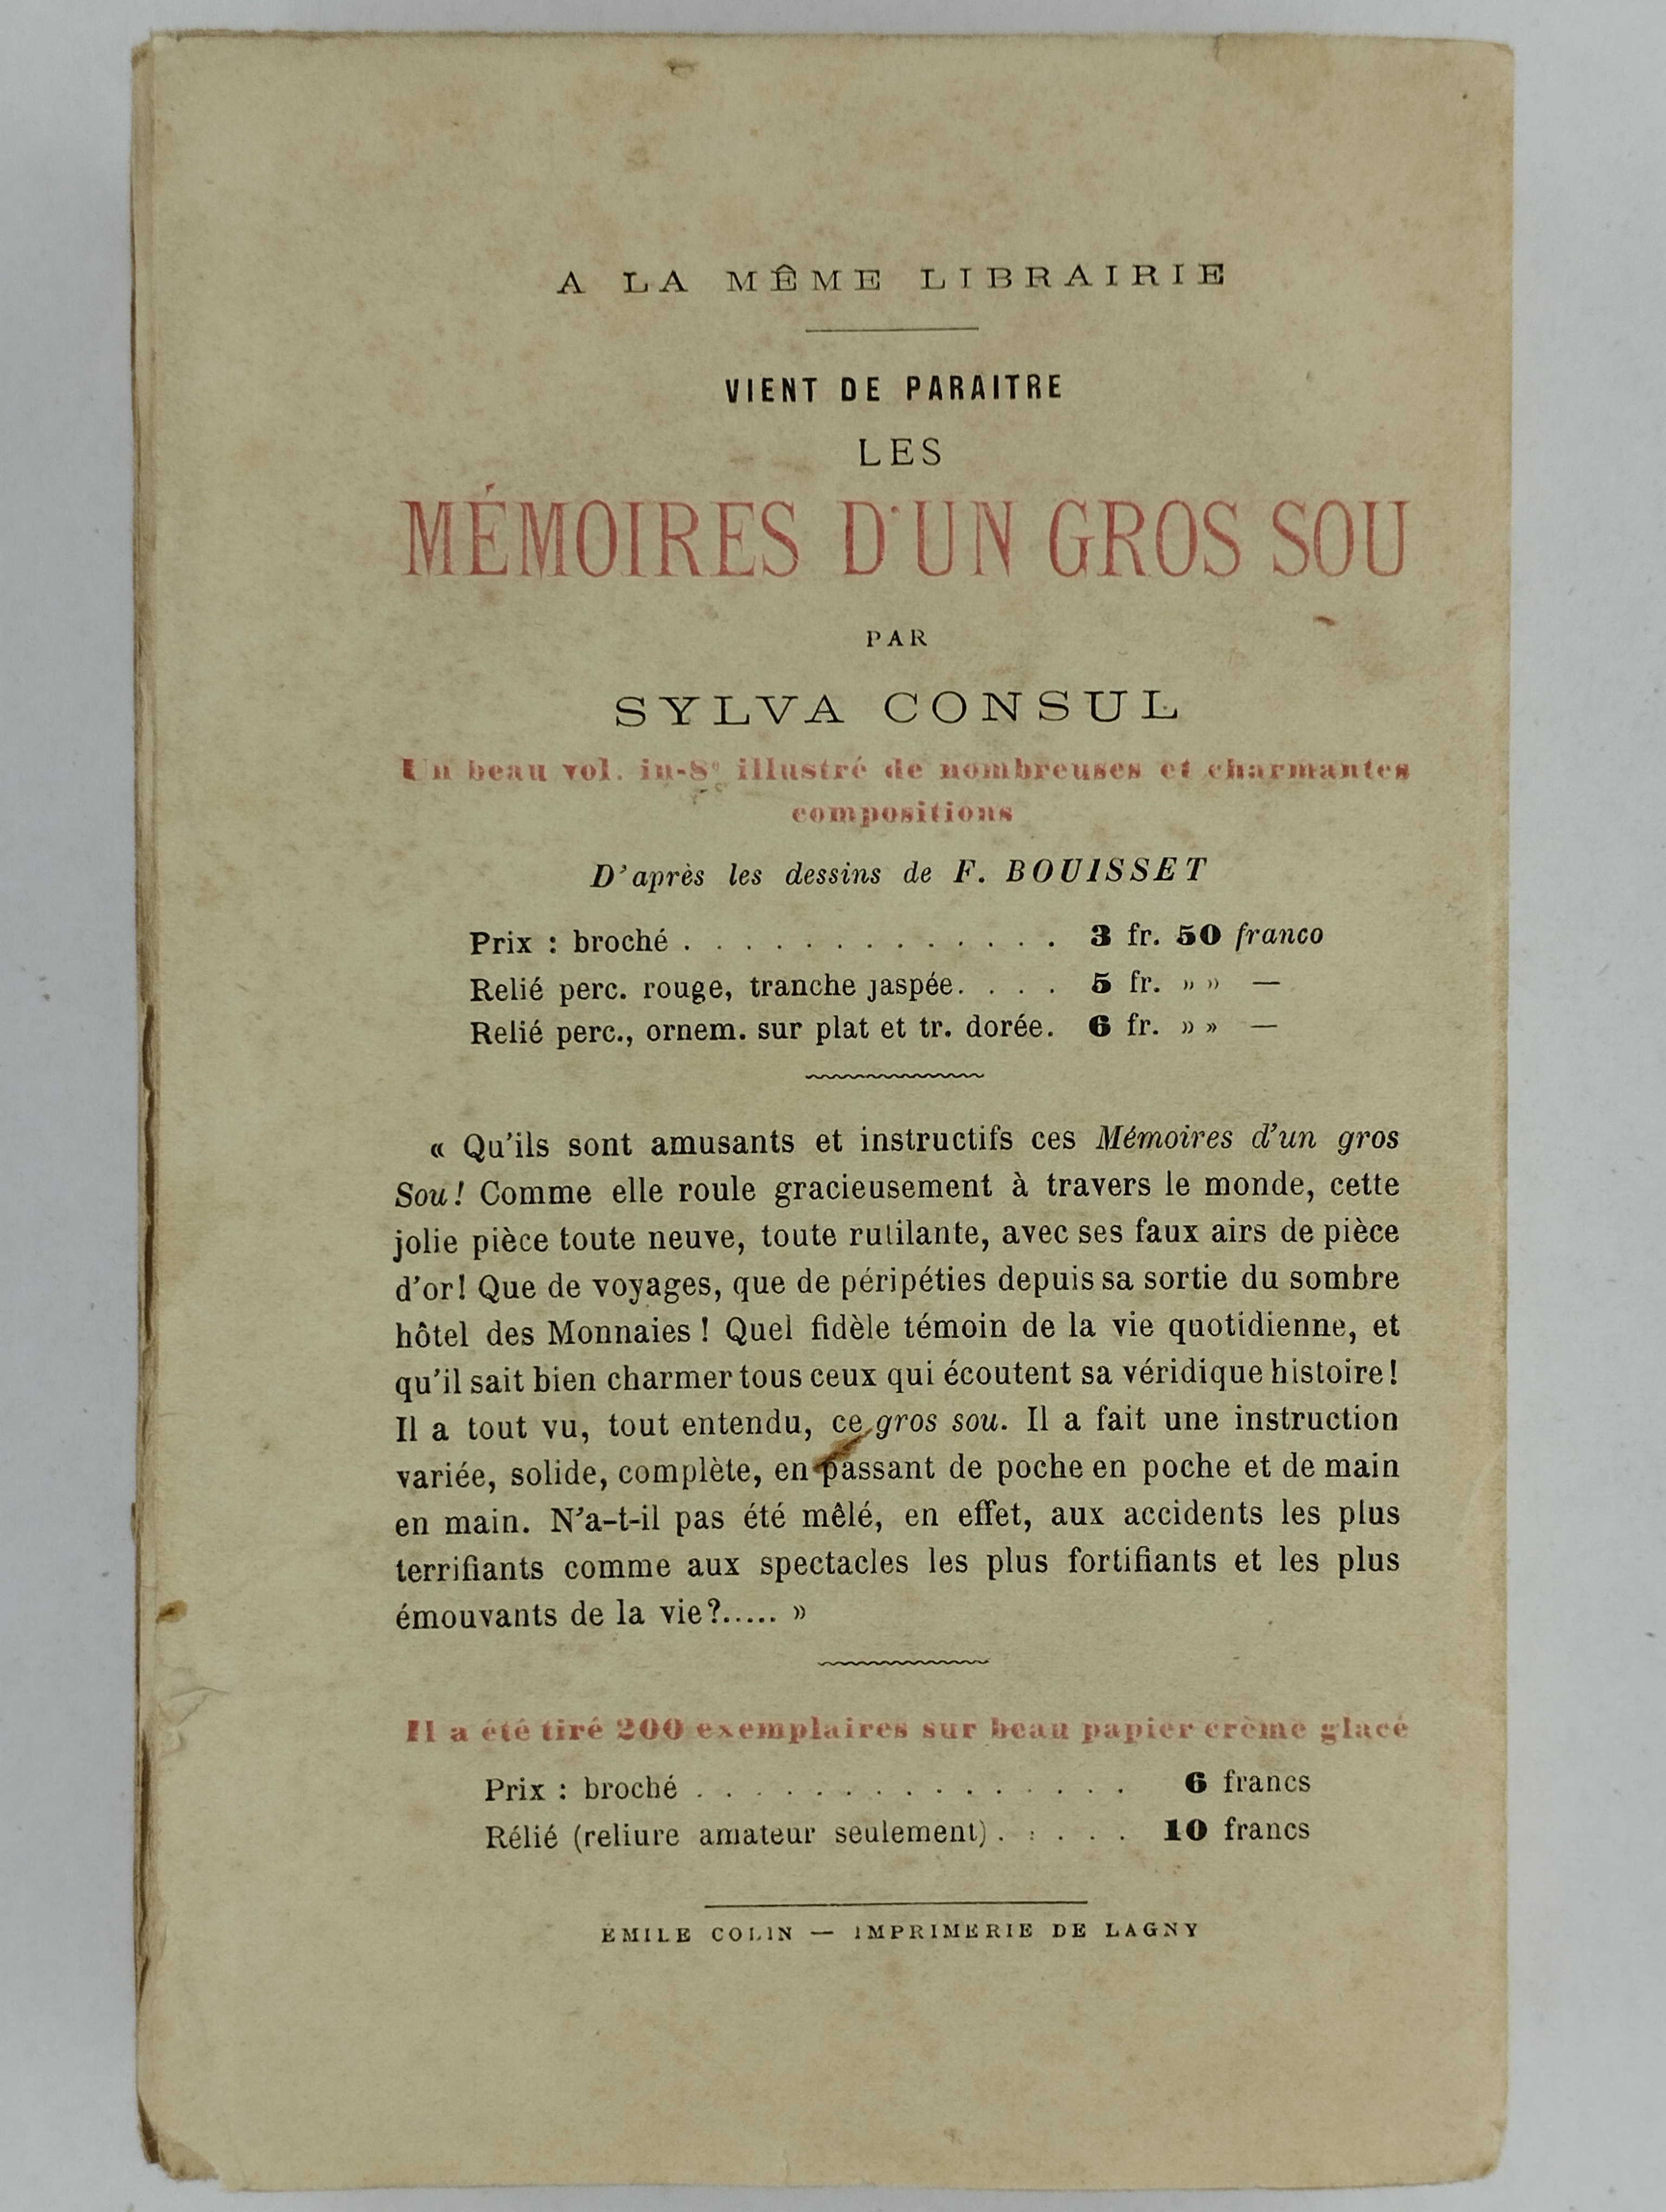 A LA MÊME LIBRAIRIE
VIENT DE PARAITRE
LES
MÉMOIRES D'UN GROS SOU
PAR
SYLVA CONSUL
Un beau vol. in-8° illustré de nombreuses et charmantes
compositions
D'après les dessins de F. BOUISSET
Prix : broché . . . . . . . . . . . . . 3 fr. 50 franco
Relié perc. rouge, tranche jaspée. . . . 5 fr. » » —
Relié perc., ornem. sur plat et tr. dorée. 6 fr. » » —
« Qu'ils sont amusants et instructifs ces Mémoires d'un gros
Sou ! Comme elle roule gracieusement à travers le monde, cette
jolie pièce toute neuve, toute rutilante, avec ses faux airs de pièce
d'or! Que de voyages, que de péripéties depuis sa sortie du sombre
hôtel des Monnaies ! Quel fidèle témoin de la vie quotidienne, et
qu'il sait bien charmer tous ceux qui écoutent sa véridique histoire !
Il a tout vu, tout entendu, ce gros sou. Il a fait une instruction
variée, solide, complète, en passant de poche en poche et de main
en main. N'a-t-il pas été mêlé, en effet, aux accidents les plus
terrifiants comme aux spectacles les plus fortifiants et les plus
émouvants de la vie ?..... »
Il a été tiré 200 exemplaires sur beau papier crème glacé
Prix : broché . . . . . . . . . . . . . . . 6 francs
Rélié (reliure amateur seulement) . : . . . 10 francs
ÉMILE COLIN — IMPRIMERIE DE LAGNY